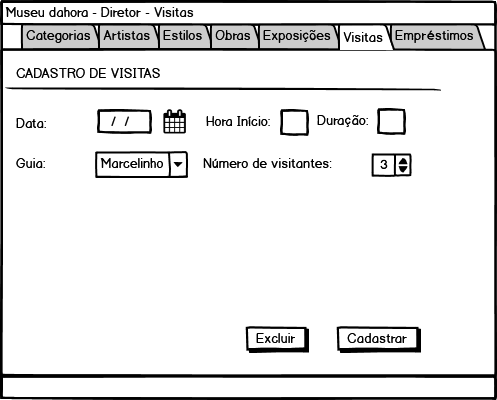 Museu dahora - Diretor - Visitas
Categorias Artistas Estilos Obras Exposições Visitas Empréstimos
CADASTRO DE VISITAS
Data: / / Hora Início: Duração:
Guia: Marcelinho Número de visitantes: 3
Excluir Cadastrar